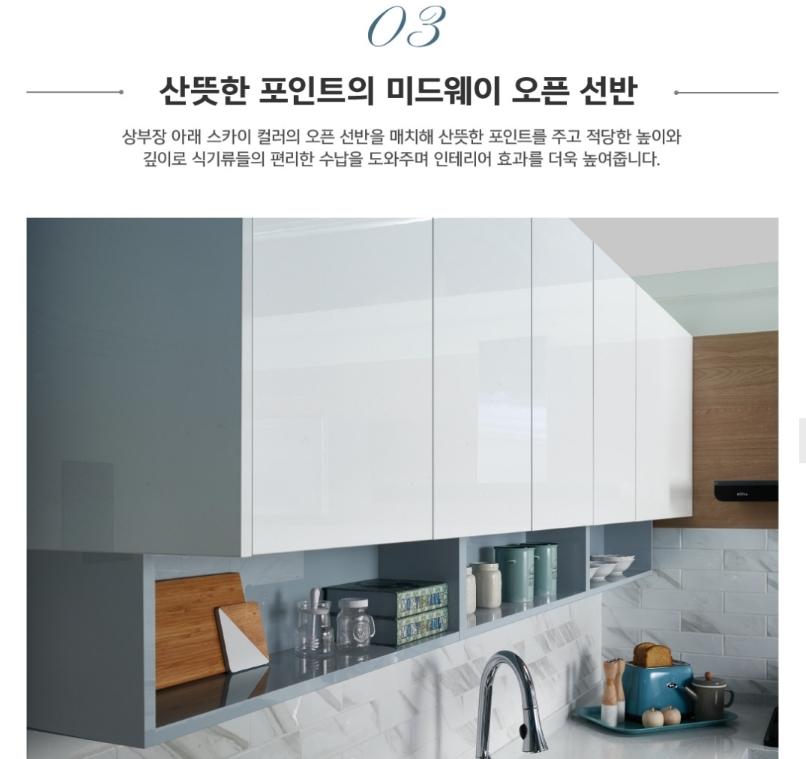 03
산뜻한 포인트의 미드웨이 오픈 선반
상부장 아래 스카이 컬러의 오픈 선반을 매치해 산뜻한 포인트를 주고 적당한 높이와
깊이로 식기류들의 편리한 수납을 도와주며 인테리어 효과를 더욱 높여줍니다.